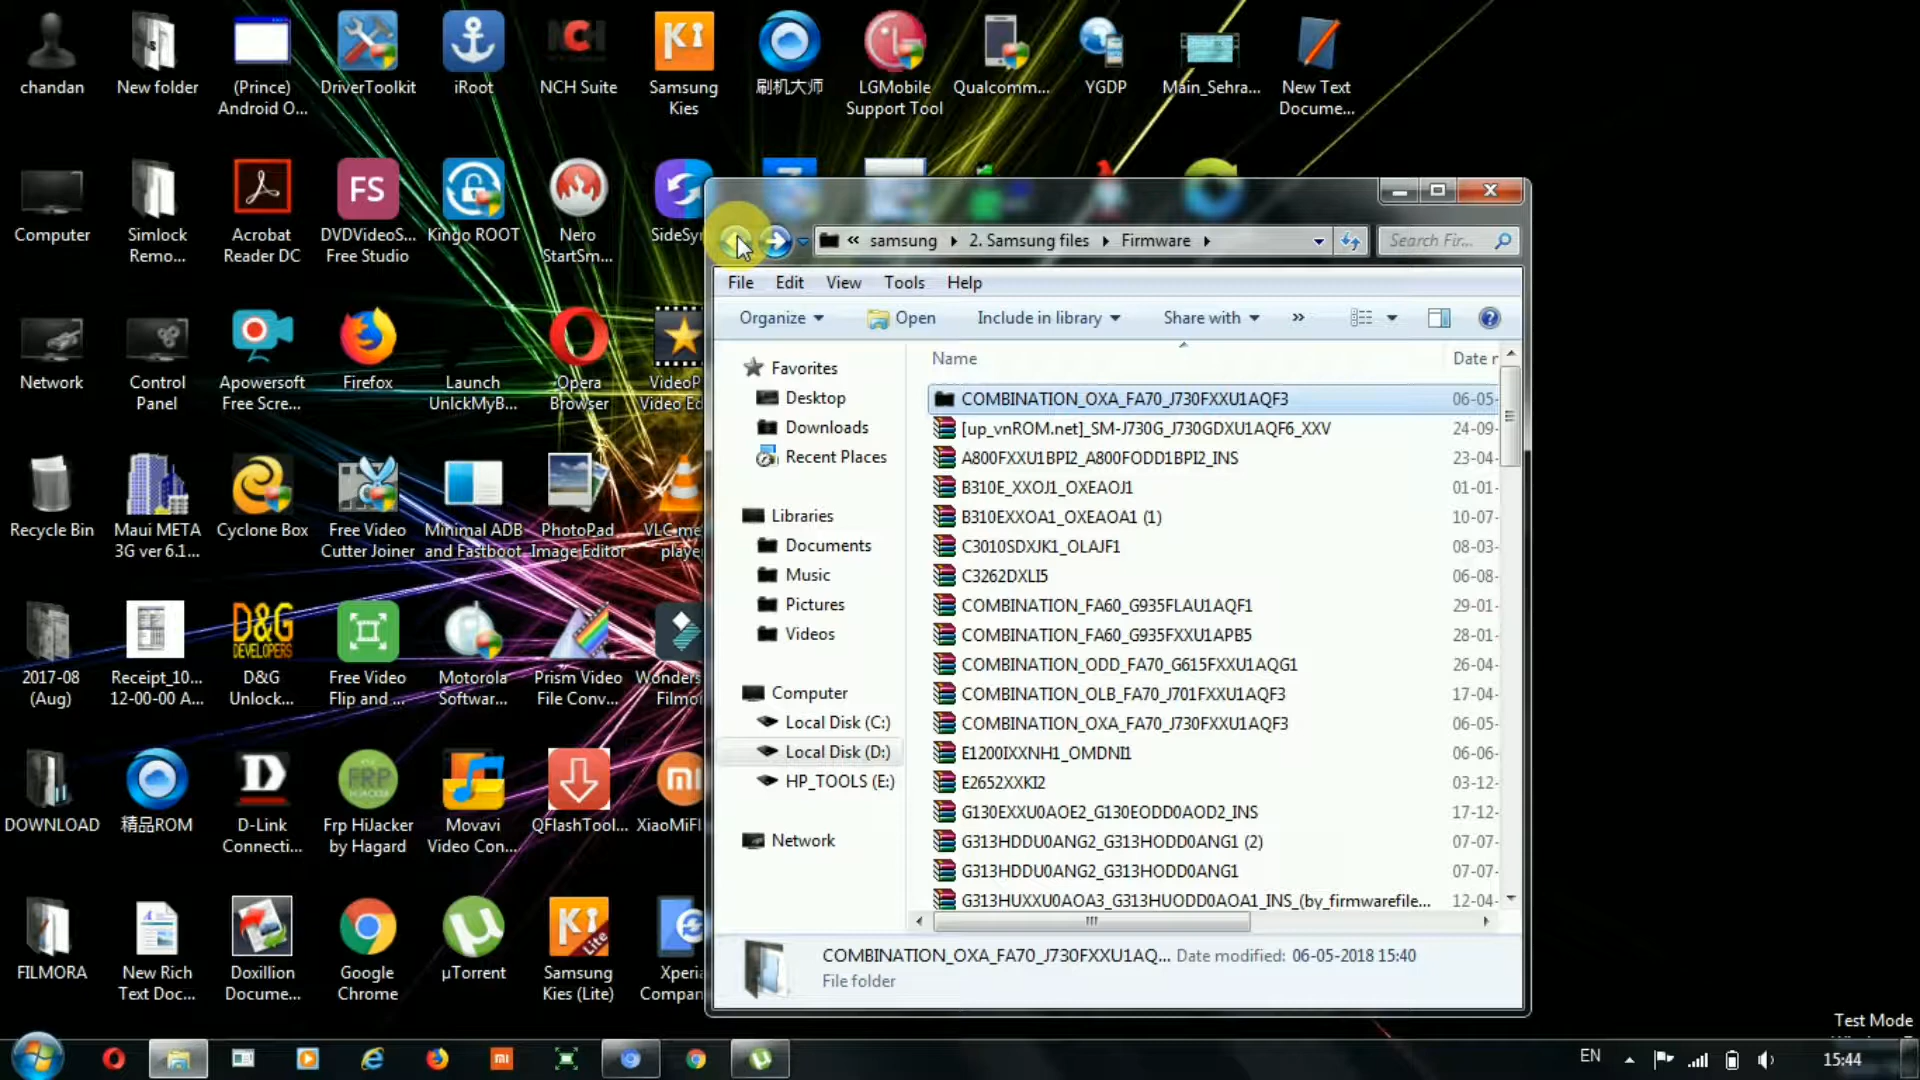 chandan
New folder
(Prince)
Android O...
DriverToolkit
iRoot
NCH Suite
Samsung
Kies
刷机大师
LGMobile
Support Tool
Qualcomm...
YGDP
Main_Sehra...
New Text
Docume...
Computer
Simlock
Remo...
Acrobat
Reader DC
FS
DVDVideoS...
Free Studio
Kingo ROOT
Nero
StartSm...
SideSy
Network
Control
Panel
Apowersoft
Free Scre...
Firefox
Launch
UnlckMyB...
Opera
Browser
VideoP
Video Ed
Recycle Bin
Maui META
3G ver 6.1...
Cyclone Box
Free Video
Cutter Joiner
Minimal ADB
and Fastboot
PhotoPad
Image Editor
VLC me
playe
2017-08
(Aug)
Receipt_10...
12-00-00 A...
D&G
DEVELOPERS
D&G
Unlock...
Free Video
Flip and ...
Motorola
Softwar...
Prism Video
File Conv...
Wonders
Filmo
DOWNLOAD
精品ROM
D-Link
Connecti...
FRP
Frp HiJacker
by Hagard
Movavi
Video Con...
QFlashTool...
XiaoMiFl
FILMORA
New Rich
Text Doc...
Doxillion
Docume...
Google
Chrome
µTorrent
Lite
Samsung
Kies (Lite)
Xperi
Compan
samsung
2. Samsung files
Firmware
Search Fir...
File Edit View Tools Help
Organize
Open
Include in library
Share with
»
Favorites
Desktop
Downloads
Recent Places
Libraries
Documents
Music
Pictures
Videos
Computer
Local Disk (C:)
Local Disk (D:)
HP_TOOLS (E:)
Network
Name
Date r
COMBINATION_OXA_FA70_J730FXXU1AQF3 06-05-
[up_vnROM.net]_SM-J730G_J730GDXU1AQF6_XXV 24-09-
A800FXXU1BPI2_A800FODD1BPI2_INS 23-04-
B310E_XXOJ1_OXEAOJ1 01-01-
B310EXXOA1_OXEAOA1 (1) 10-07-
C3010SDXJK1_OLAJF1 08-03-
C3262DXLI5 06-08-
COMBINATION_FA60_G935FLAU1AQF1 29-01-
COMBINATION_FA60_G935FXXU1APB5 28-01-
COMBINATION_ODD_FA70_G615FXXU1AQG1 26-04-
COMBINATION_OLB_FA70_J701FXXU1AQF3 17-04-
COMBINATION_OXA_FA70_J730FXXU1AQF3 06-05-
E1200IXXNH1_OMDNI1 06-06-
E2652XXKI2 03-12-
G130EXXU0AOE2_G130EODD0AOD2_INS 17-12-
G313HDDU0ANG2_G313HODD0ANG1 (2) 07-07-
G313HDDU0ANG2_G313HODD0ANG1 07-07-
G313HUXXU0AOA3_G313HUODD0AOA1_INS_(by_firmwarefile... 12-04-
COMBINATION_OXA_FA70_J730FXXU1AQ... Date modified: 06-05-2018 15:40
File folder
Test Mode
EN
15:44